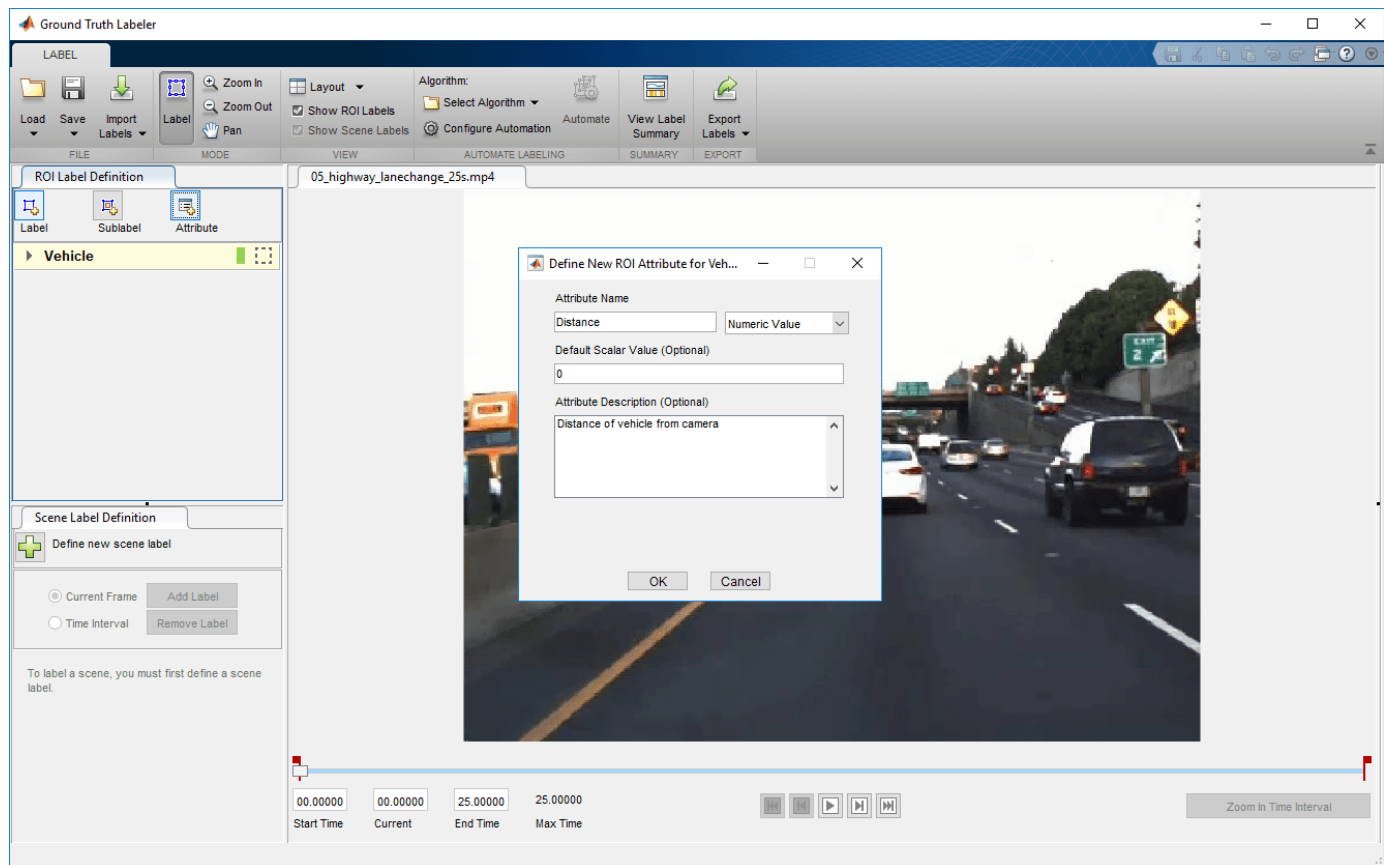 Ground Truth Labeler
LABEL
Load
Save
Import
Labels
Label
Zoom In
Zoom Out
Pan
Layout
Show ROI Labels
Show Scene Labels
Algorithm:
Select Algorithm
Configure Automation
Automate
View Label
Summary
Export
Labels
FILE
MODE
VIEW
AUTOMATE LABELING
SUMMARY
EXPORT
ROI Label Definition
Label
Sublabel
Attribute
Vehicle
Scene Label Definition
Define new scene label
Current Frame
Add Label
Time Interval
Remove Label
To label a scene, you must first define a scene
label.
05_highway_lanechange_25s.mp4
Define New ROI Attribute for Veh...
Attribute Name
Distance
Numeric Value
Default Scalar Value (Optional)
0
Attribute Description (Optional)
Distance of vehicle from camera
OK
Cancel
EXIT
2
00.00000
00.00000
25.00000
25.00000
Start Time
Current
End Time
Max Time
Zoom In Time Interval